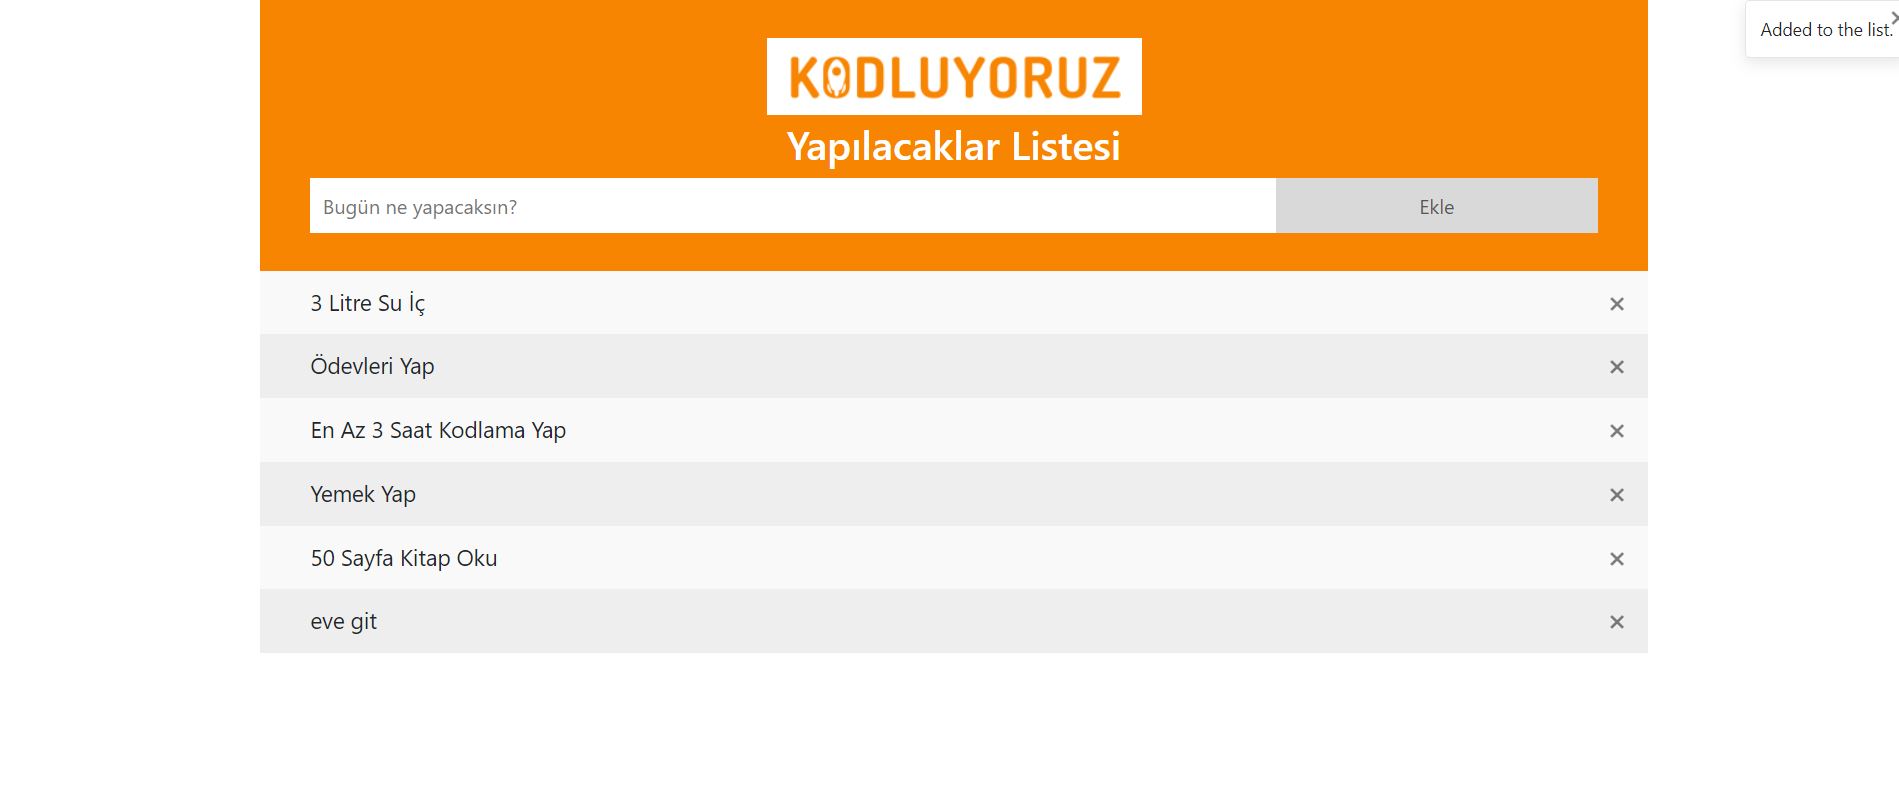 KODLUYORUZ
Added to the list.
Yapılacaklar Listesi
Bugün ne yapacaksın?
Ekle
3 Litre Su İç
Ödevleri Yap
En Az 3 Saat Kodlama Yap
Yemek Yap
50 Sayfa Kitap Oku
eve git